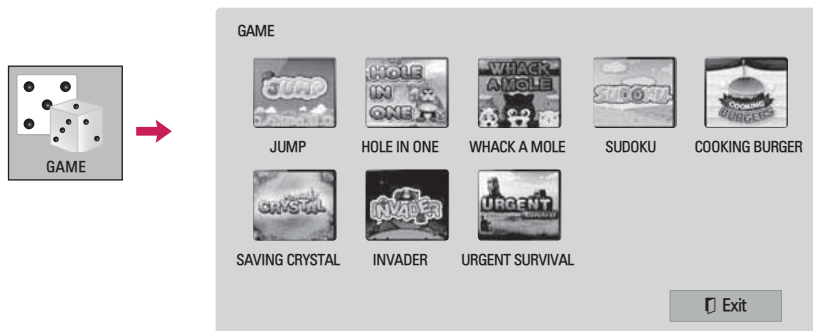 GAME
GAME
JUMP
HOLE IN ONE
WHACK A MOLE
SUDOKU
COOKING BURGERS
JUMP
HOLE IN ONE
WHACK A MOLE
SUDOKU
COOKING BURGER
CRYSTAL
INVADER
URGENT
SAVING CRYSTAL
INVADER
URGENT SURVIVAL
Exit